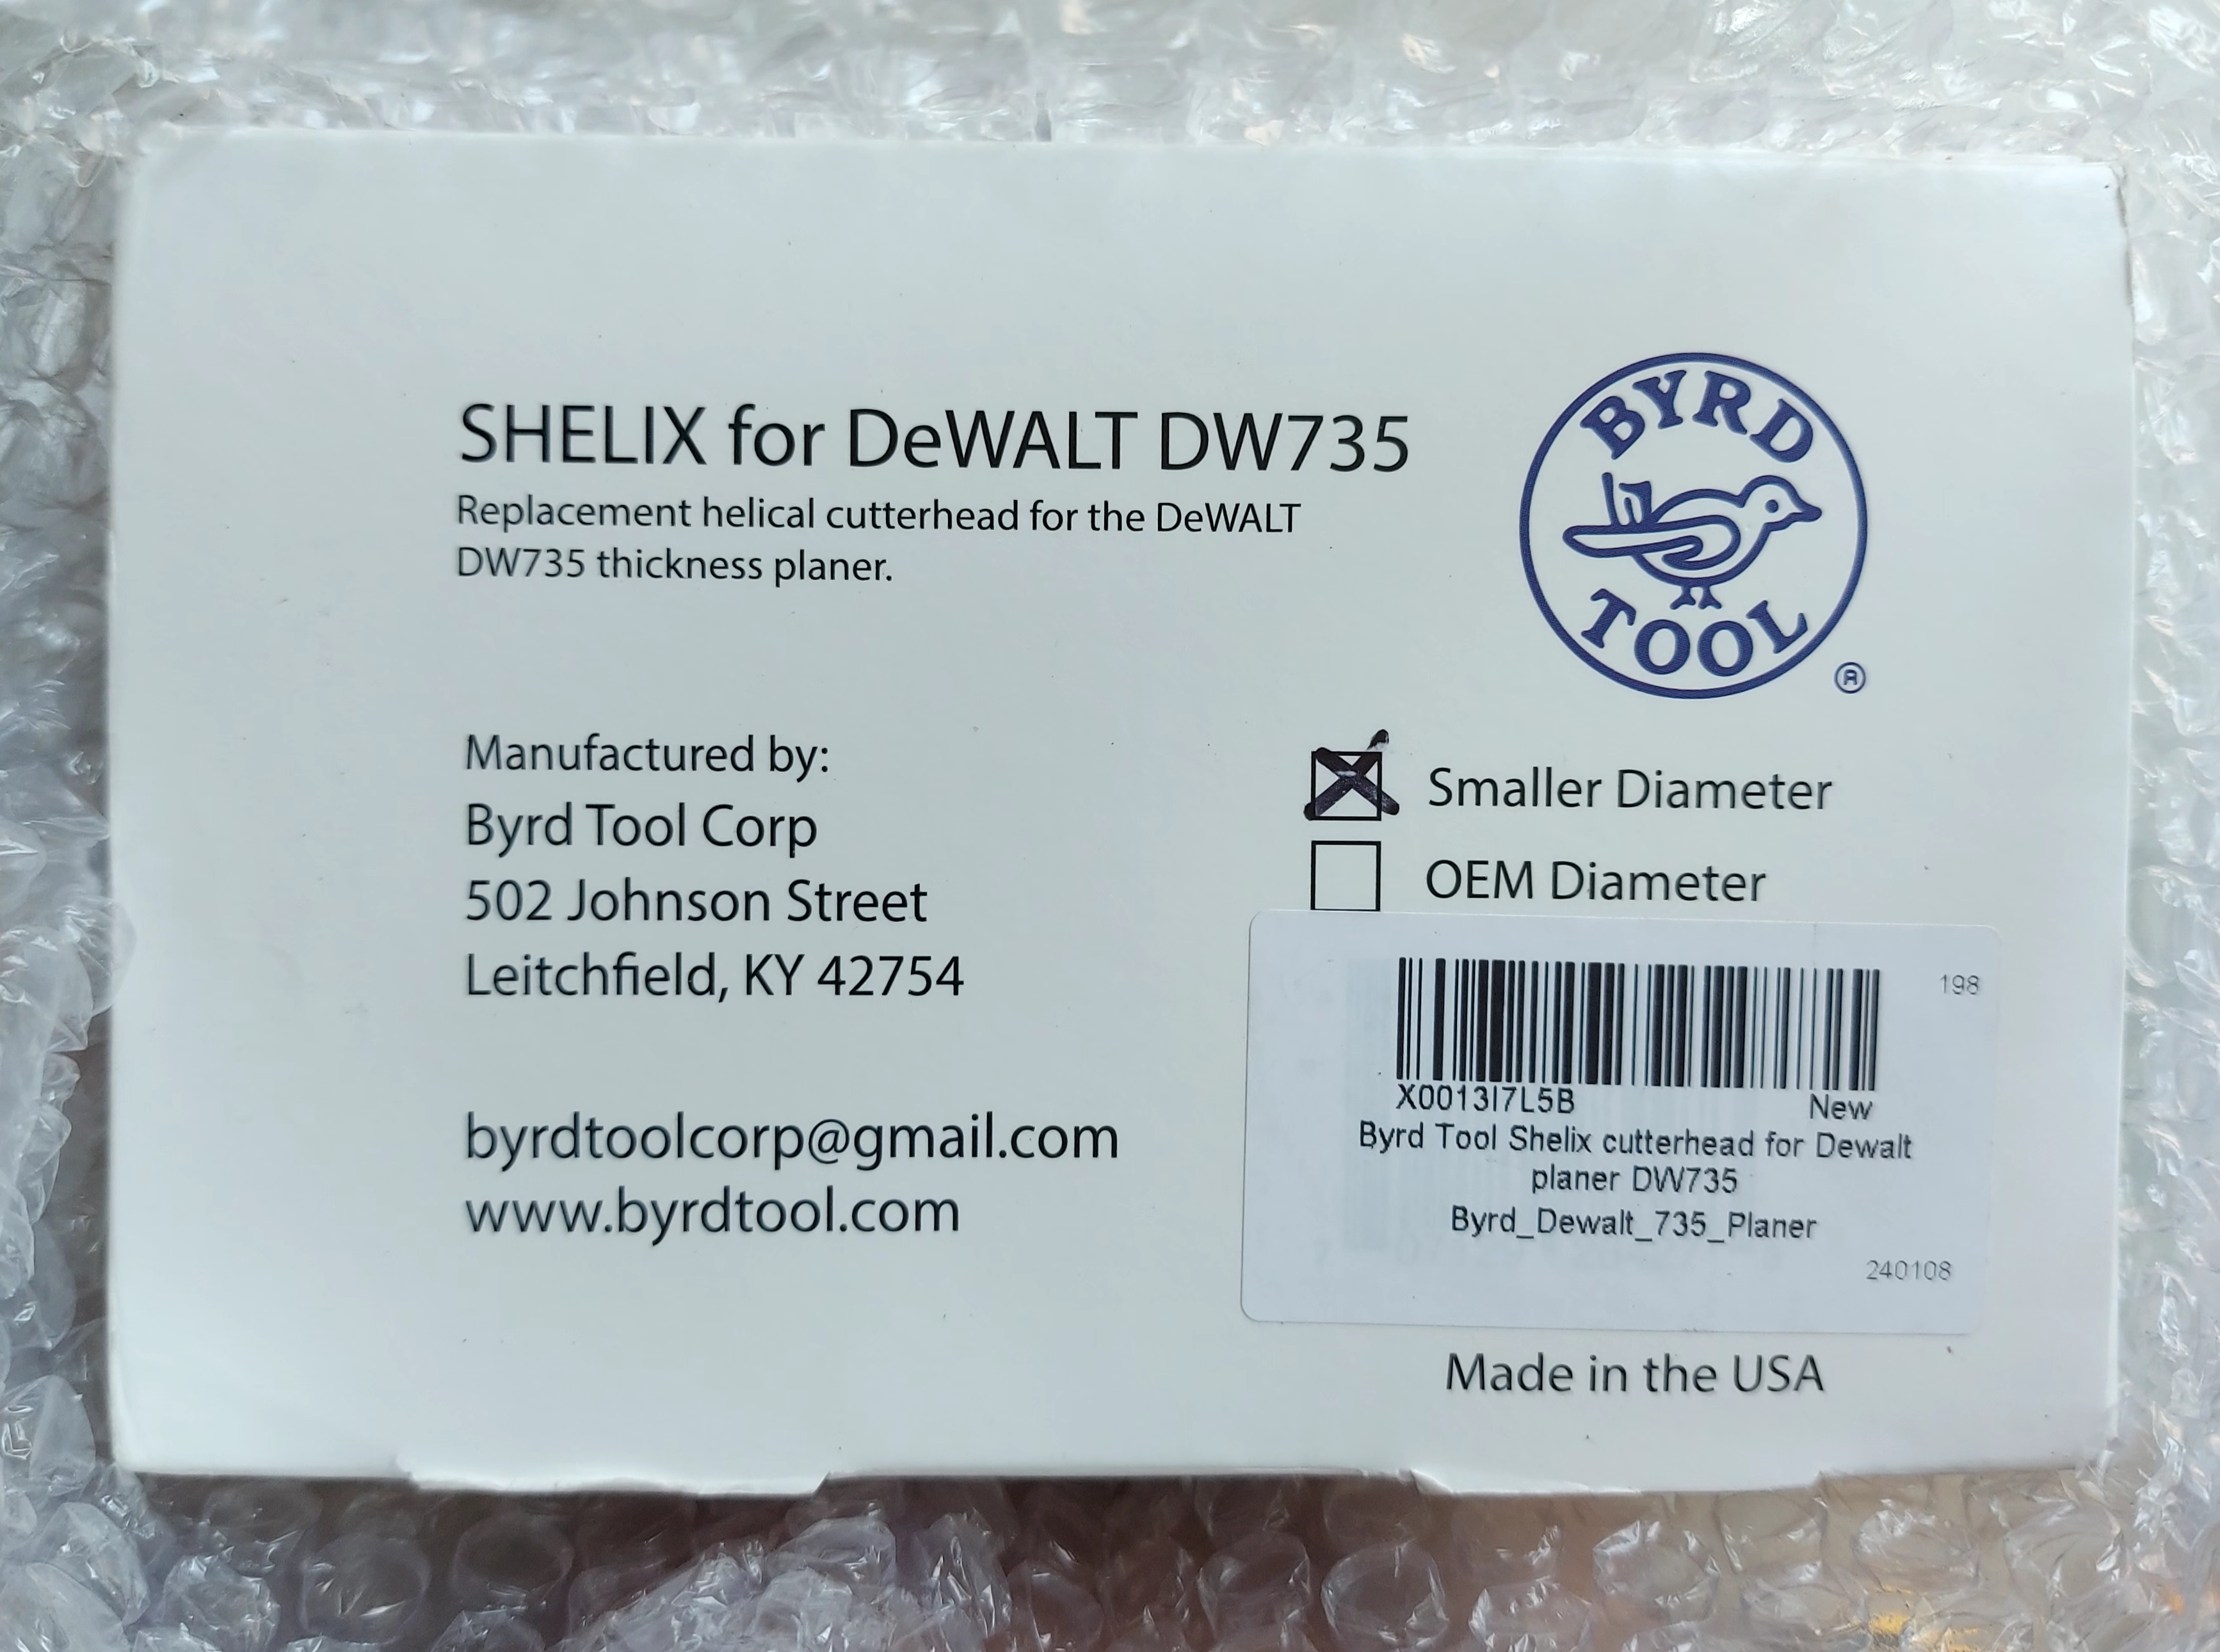 SHELIX for DeWALT DW735
Replacement helical cutterhead for the DeWALT
DW735 thickness planer.
BYRD
TOOL
®
Manufactured by:
Byrd Tool Corp
502 Johnson Street
Leitchfield, KY 42754
byrdtoolcorp@gmail.com
www.byrdtool.com
Smaller Diameter
OEM Diameter
198
X0013I7L5B New
Byrd Tool Shelix cutterhead for Dewalt
planer DW735
Byrd_Dewalt_735_Planer
240108
Made in the USA